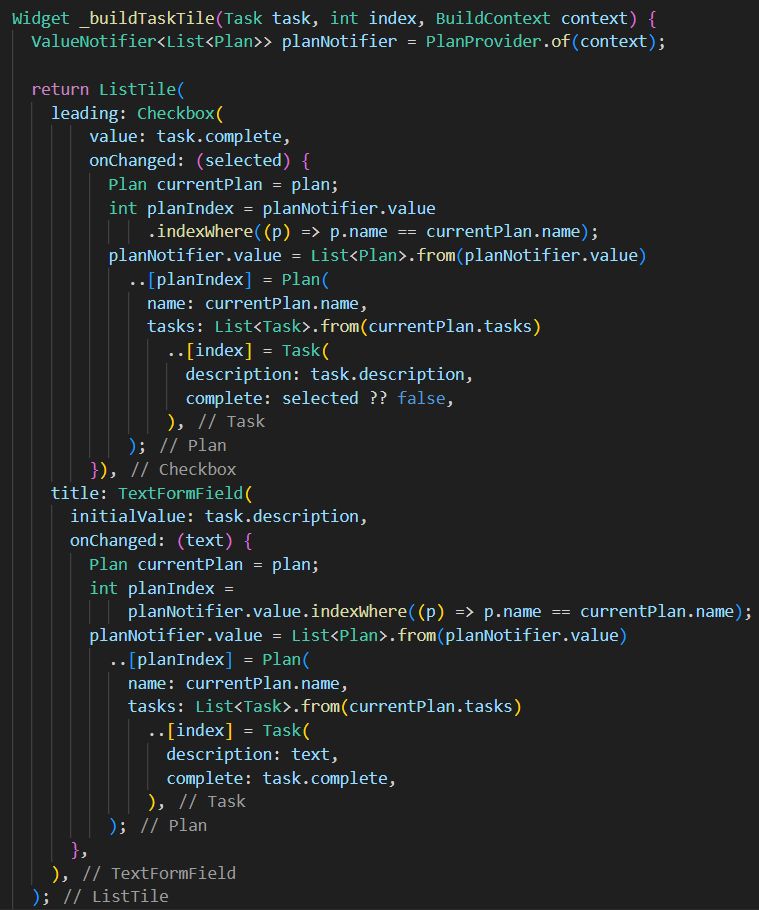 Widget _buildTaskTile(Task task, int index, BuildContext context) {
  ValueNotifier<List<Plan>> planNotifier = PlanProvider.of(context);

  return ListTile(
    leading: Checkbox(
        value: task.complete,
        onChanged: (selected) {
          Plan currentPlan = plan;
          int planIndex = planNotifier.value
              .indexWhere((p) => p.name == currentPlan.name);
          planNotifier.value = List<Plan>.from(planNotifier.value)
            ..[planIndex] = Plan(
              name: currentPlan.name,
              tasks: List<Task>.from(currentPlan.tasks)
                ..[index] = Task(
                  description: task.description,
                  complete: selected ?? false,
                ), // Task
            ); // Plan
        }), // Checkbox
    title: TextFormField(
      initialValue: task.description,
      onChanged: (text) {
        Plan currentPlan = plan;
        int planIndex =
            planNotifier.value.indexWhere((p) => p.name == currentPlan.name);
        planNotifier.value = List<Plan>.from(planNotifier.value)
          ..[planIndex] = Plan(
            name: currentPlan.name,
            tasks: List<Task>.from(currentPlan.tasks)
              ..[index] = Task(
                description: text,
                complete: task.complete,
              ), // Task
          ); // Plan
      },
    ), // TextFormField
  ); // ListTile